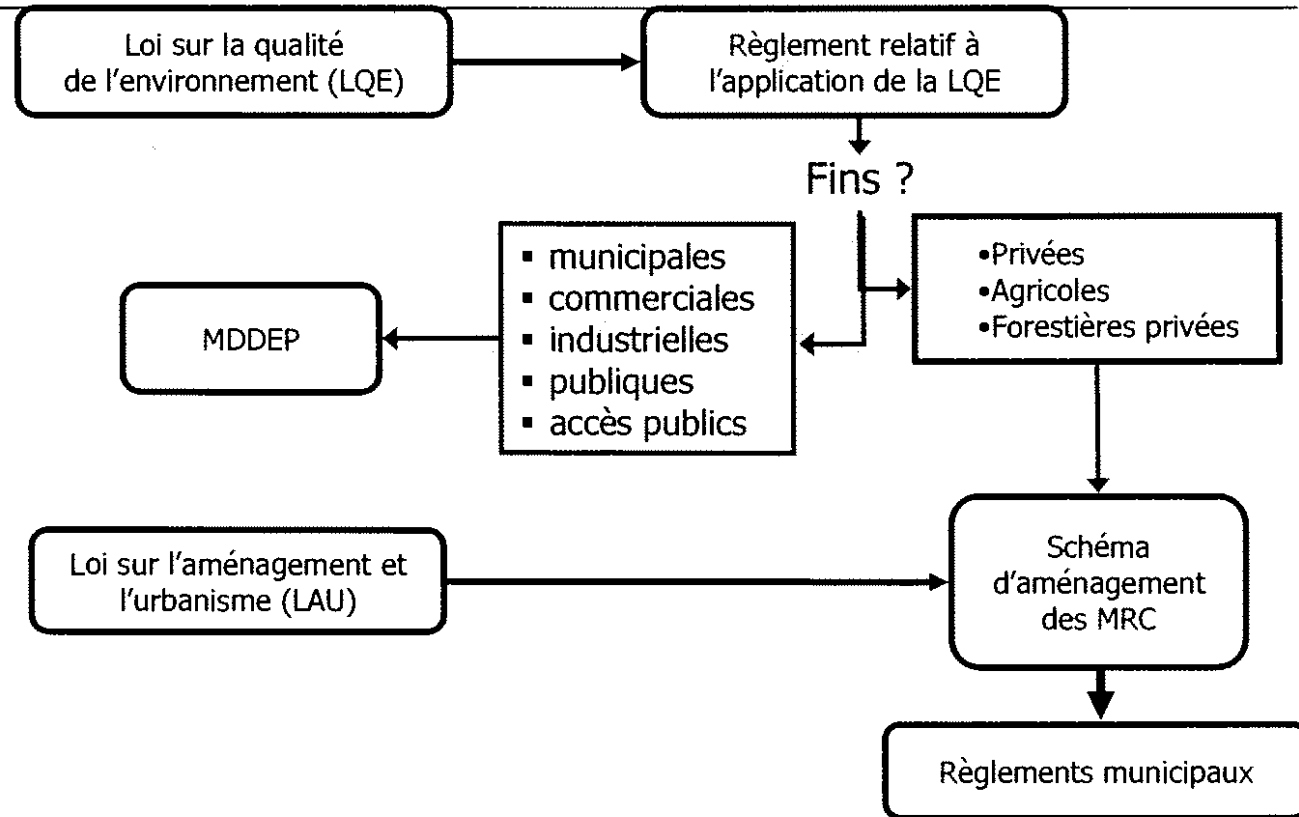 Loi sur la qualité
de l'environnement (LQE)
Règlement relatif à
l'application de la LQE
Fins ?
▪ municipales
▪ commerciales
▪ industrielles
▪ publiques
▪ accès publics
•Privées
•Agricoles
•Forestières privées
MDDEP
Loi sur l'aménagement et
l'urbanisme (LAU)
Schéma
d'aménagement
des MRC
Règlements municipaux